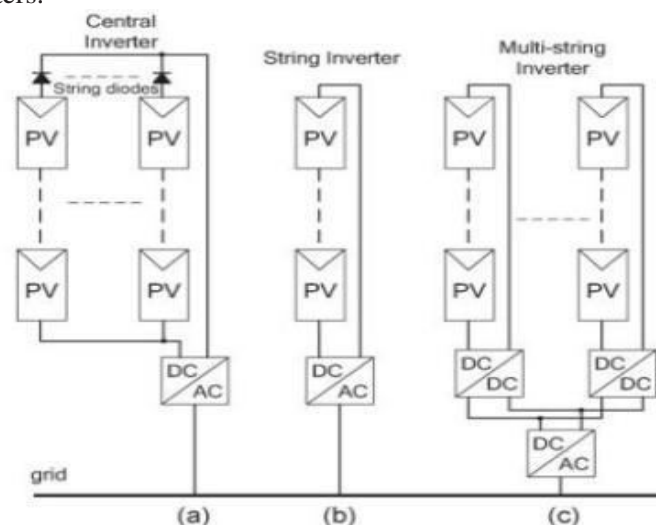 ters.
Central
Inverter
String diodes
PV
PV
PV
PV
DC
AC
String Inverter
PV
PV
DC
AC
Multi-string
Inverter
PV
PV
PV
PV
DC
DC
DC
DC
DC
AC
grid
(a)
(b)
(c)